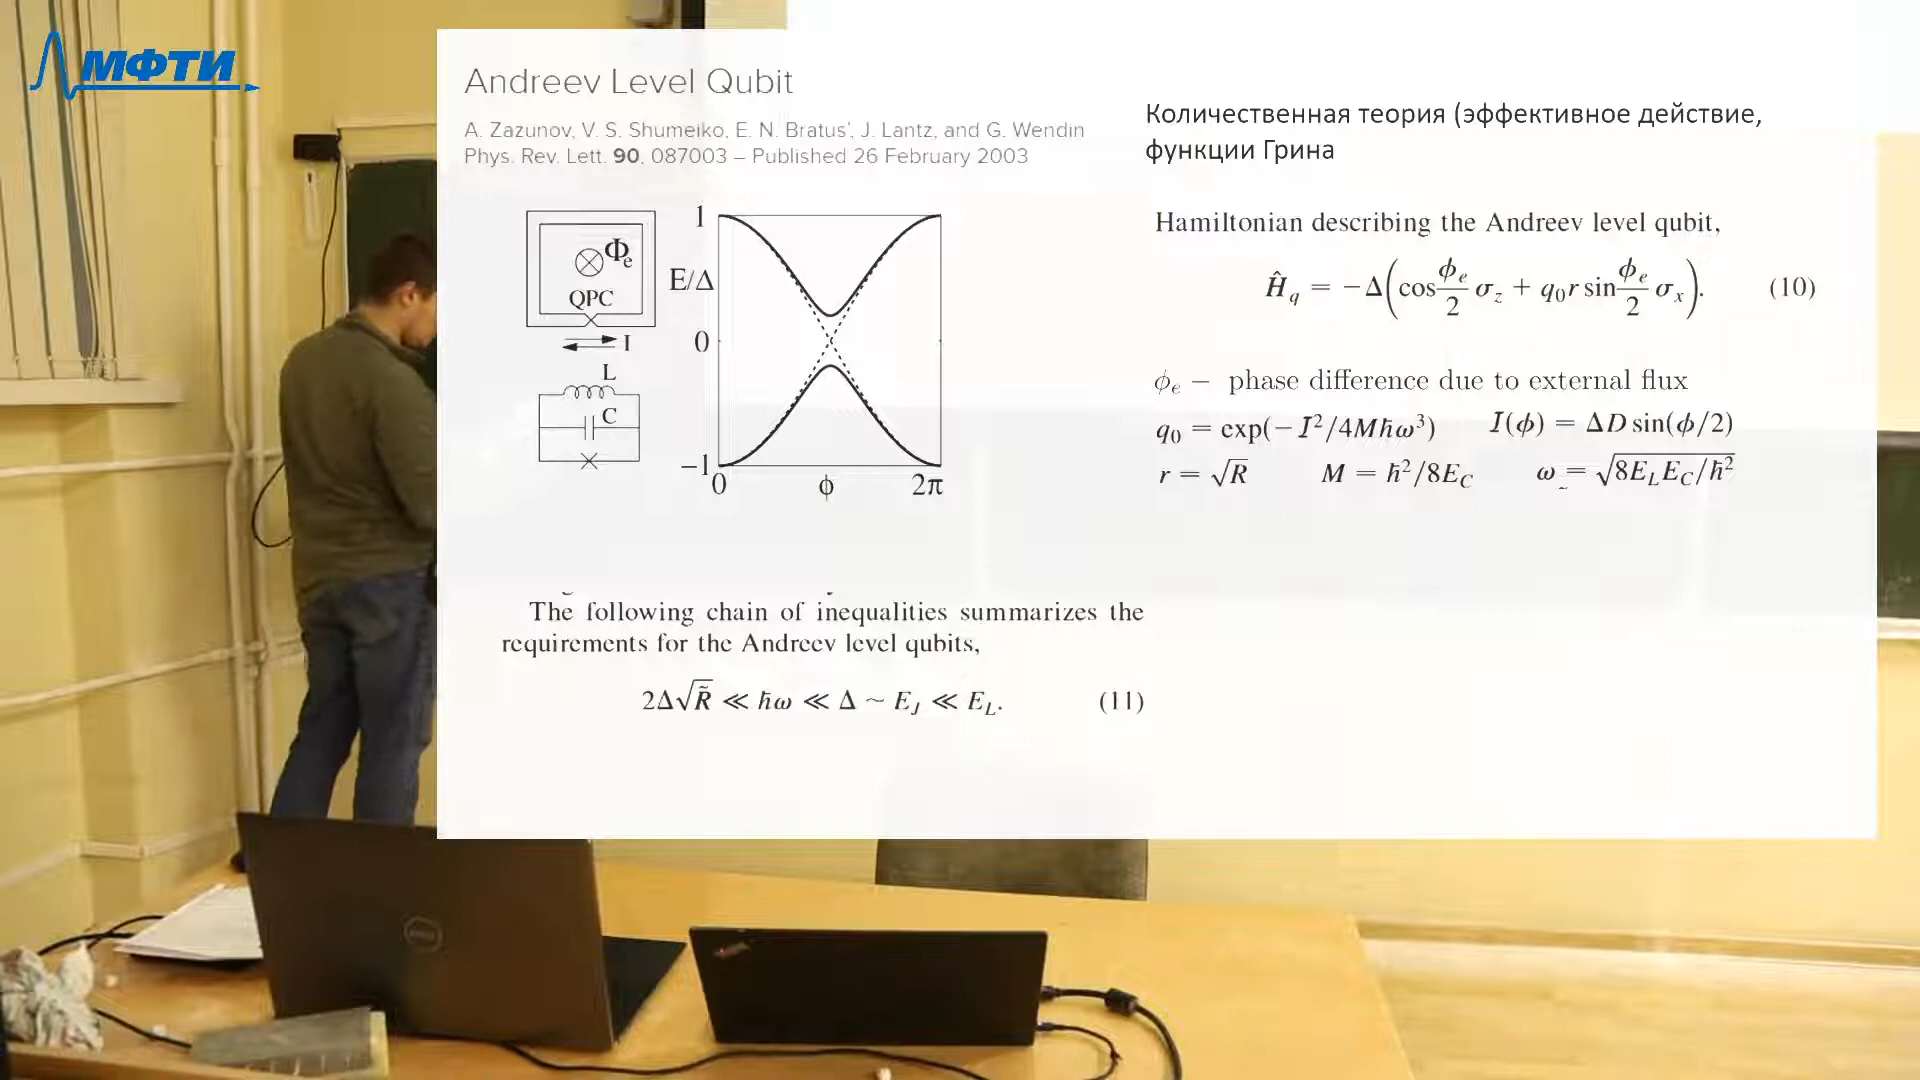 МФТИ
Andreev Level Qubit
A. Zazunov, V. S. Shumeiko, E. N. Bratus’, J. Lantz, and G. Wendin
Phys. Rev. Lett. 90, 087003 – Published 26 February 2003
Φe
QPC
I
L
C
1
E/Δ
0
−1
0 ϕ 2π
The following chain of inequalities summarizes the
requirements for the Andreev level qubits,
2Δ√R̃ ≪ ħω ≪ Δ ~ E_J ≪ E_L. (11)
Количественная теория (эффективное действие,
функции Грина
Hamiltonian describing the Andreev level qubit,
Ĥ_q = −Δ(cos ϕ_e/2 σ_z + q_0 r sin ϕ_e/2 σ_x). (10)
ϕ_e − phase difference due to external flux
q_0 = exp(−I²/4Mħω³) I(ϕ) = ΔD sin(ϕ/2)
r = √R M = ħ²/8E_C ω = √8E_L E_C/ħ²